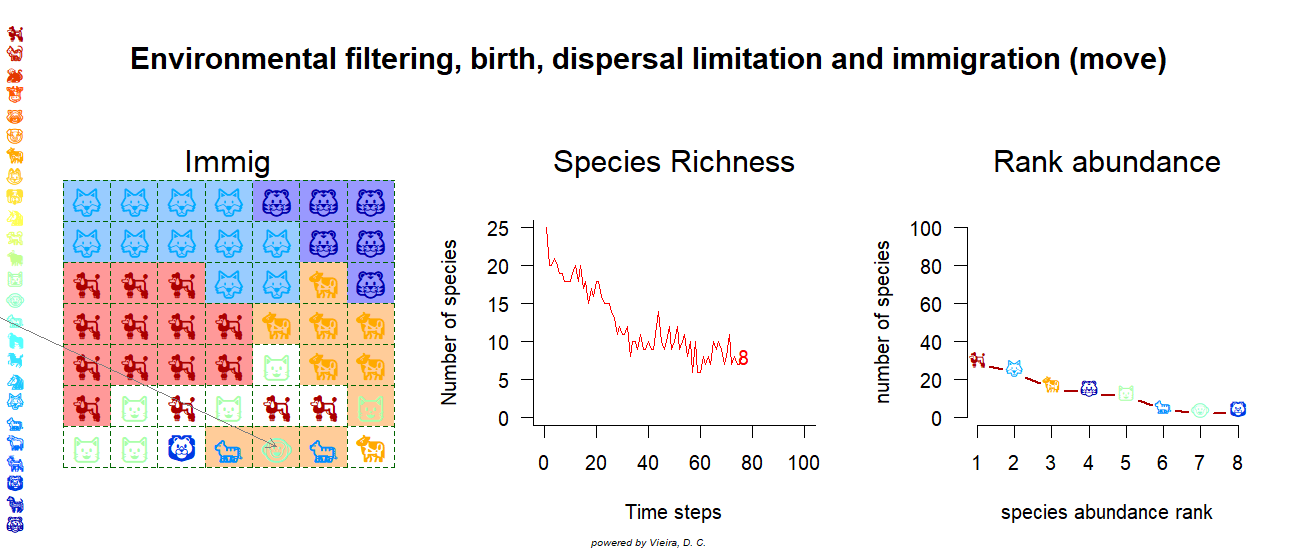 Environmental filtering, birth, dispersal limitation and immigration (move)
Immig
Species Richness
Number of species
25
20
15
10
5
0
8
0 20 40 60 80 100
Time steps
Rank abundance
number of species
100
80
60
40
20
0
1 2 3 4 5 6 7 8
species abundance rank
powered by Vieira, D. C.